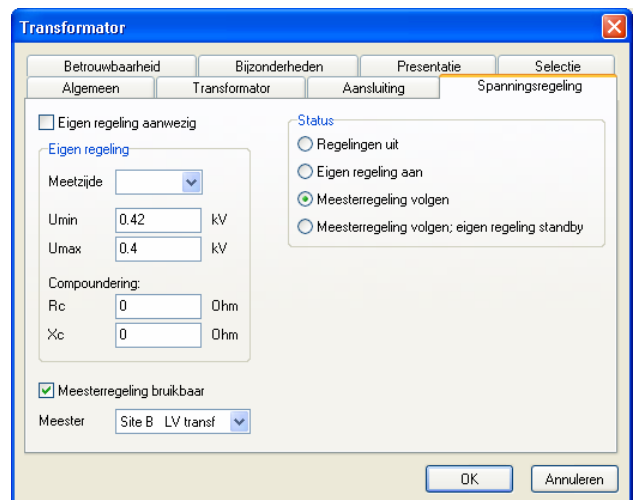 Transformator
Betrouwbaarheid Bijzonderheden Presentatie Selectie
Algemeen Transformator Aansluiting Spanningsregeling
Eigen regeling aanwezig
Eigen regeling
Meetzijde
Umin 0.42 kV
Umax 0.4 kV
Compoundering:
Rc 0 Ohm
Xc 0 Ohm
Meesterregeling bruikbaar
Meester Site B LV transf
Status
Regelingen uit
Eigen regeling aan
Meesterregeling volgen
Meesterregeling volgen; eigen regeling standby
OK Annuleren